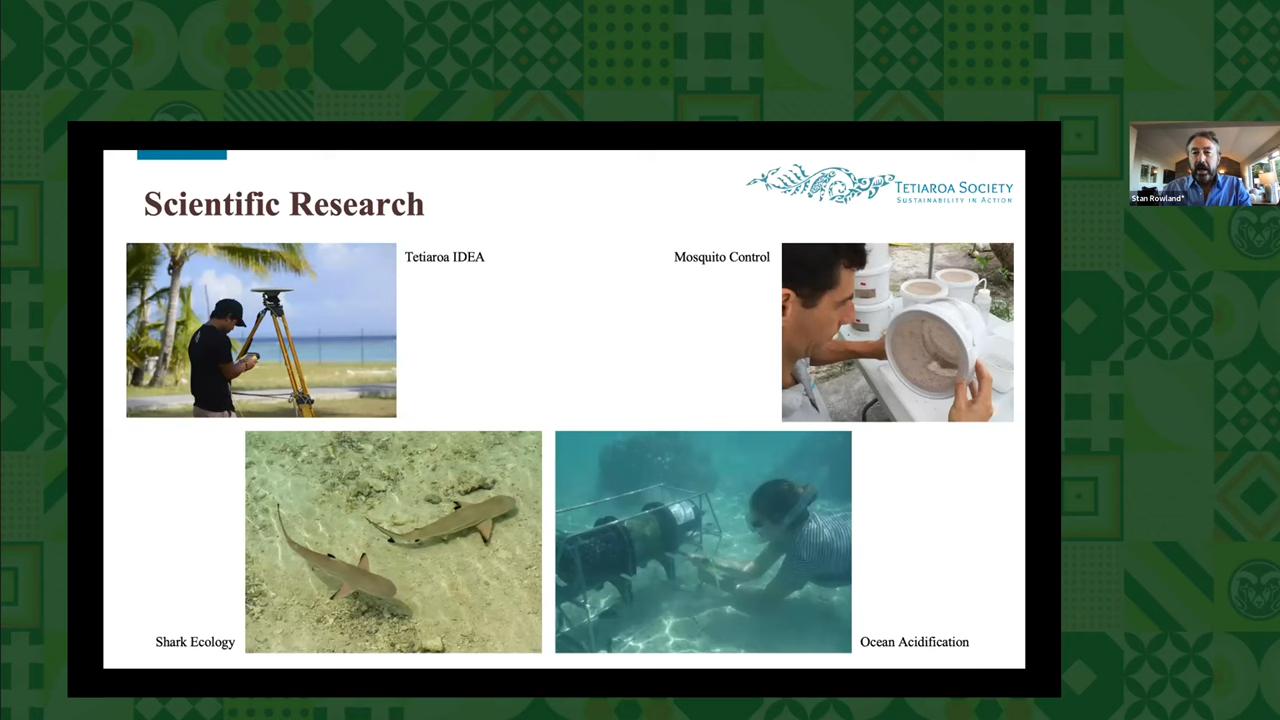 Scientific Research
TETIAROA SOCIETY
SUSTAINABILITY IN ACTION
Tetiaroa IDEA
Mosquito Control
Shark Ecology
Ocean Acidification
Stan Rowland*